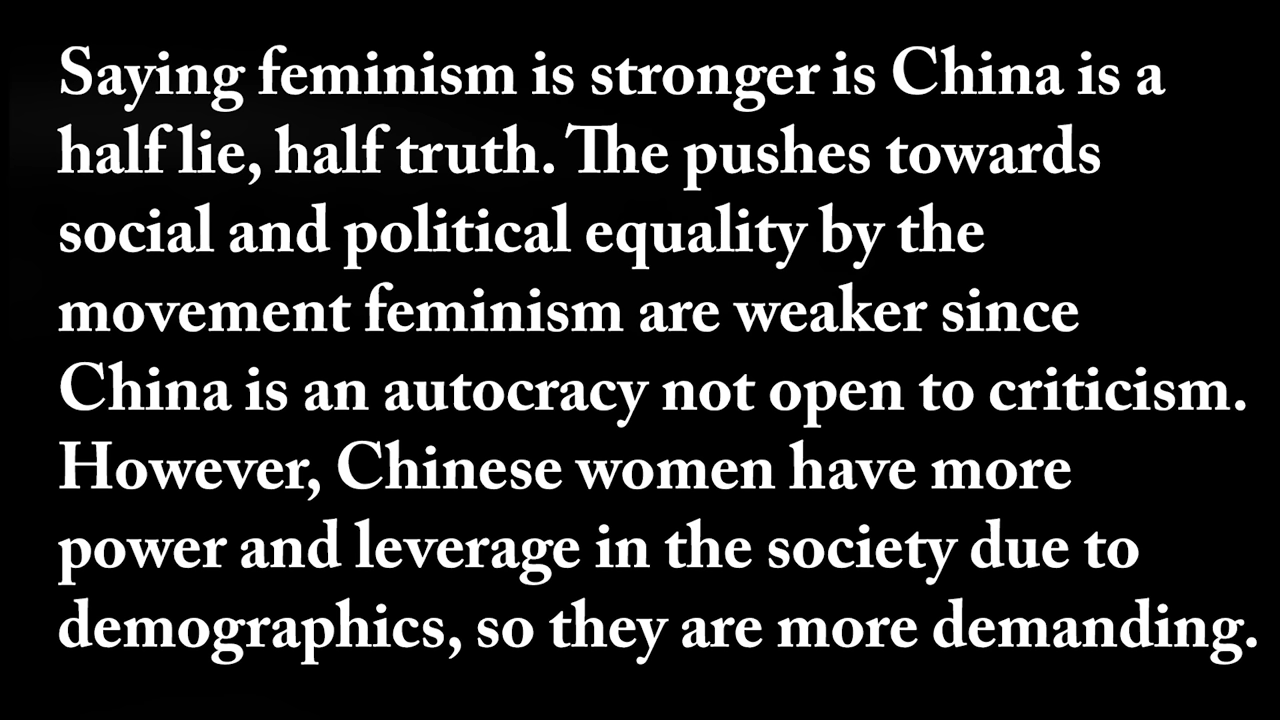 Saying feminism is stronger is China is a
half lie, half truth. The pushes towards
social and political equality by the
movement feminism are weaker since
China is an autocracy not open to criticism.
However, Chinese women have more
power and leverage in the society due to
demographics, so they are more demanding.